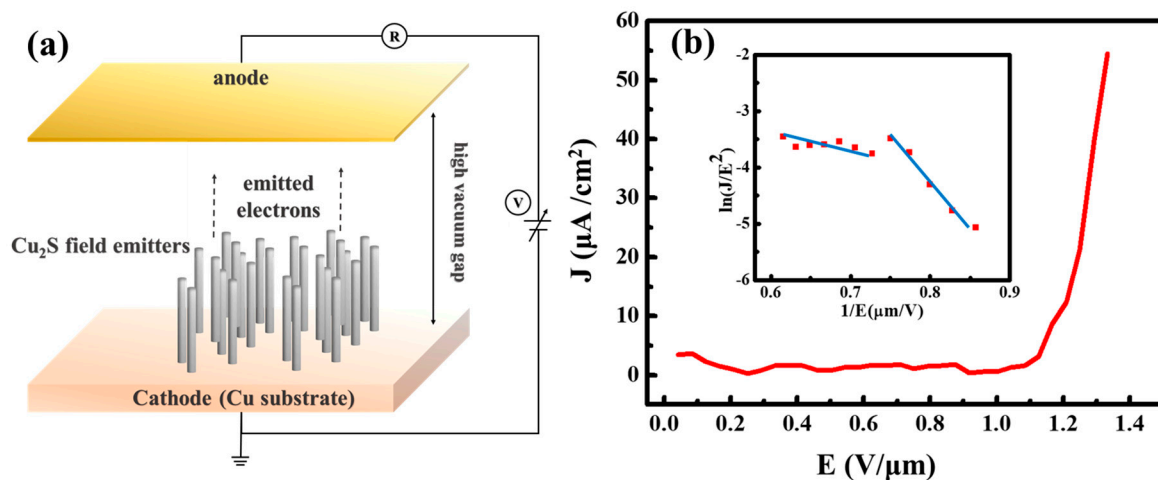 (a)
R
anode
high vacuum gap
emitted
electrons
V
Cu₂S field emitters
Cathode (Cu substrate)
(b)
60
50
40
30
20
10
0
J (μA /cm²)
0.0 0.2 0.4 0.6 0.8 1.0 1.2 1.4
E (V/μm)
-2
-3
-4
-5
-6
ln(J/E²)
0.6 0.7 0.8 0.9
1/E(μm/V)